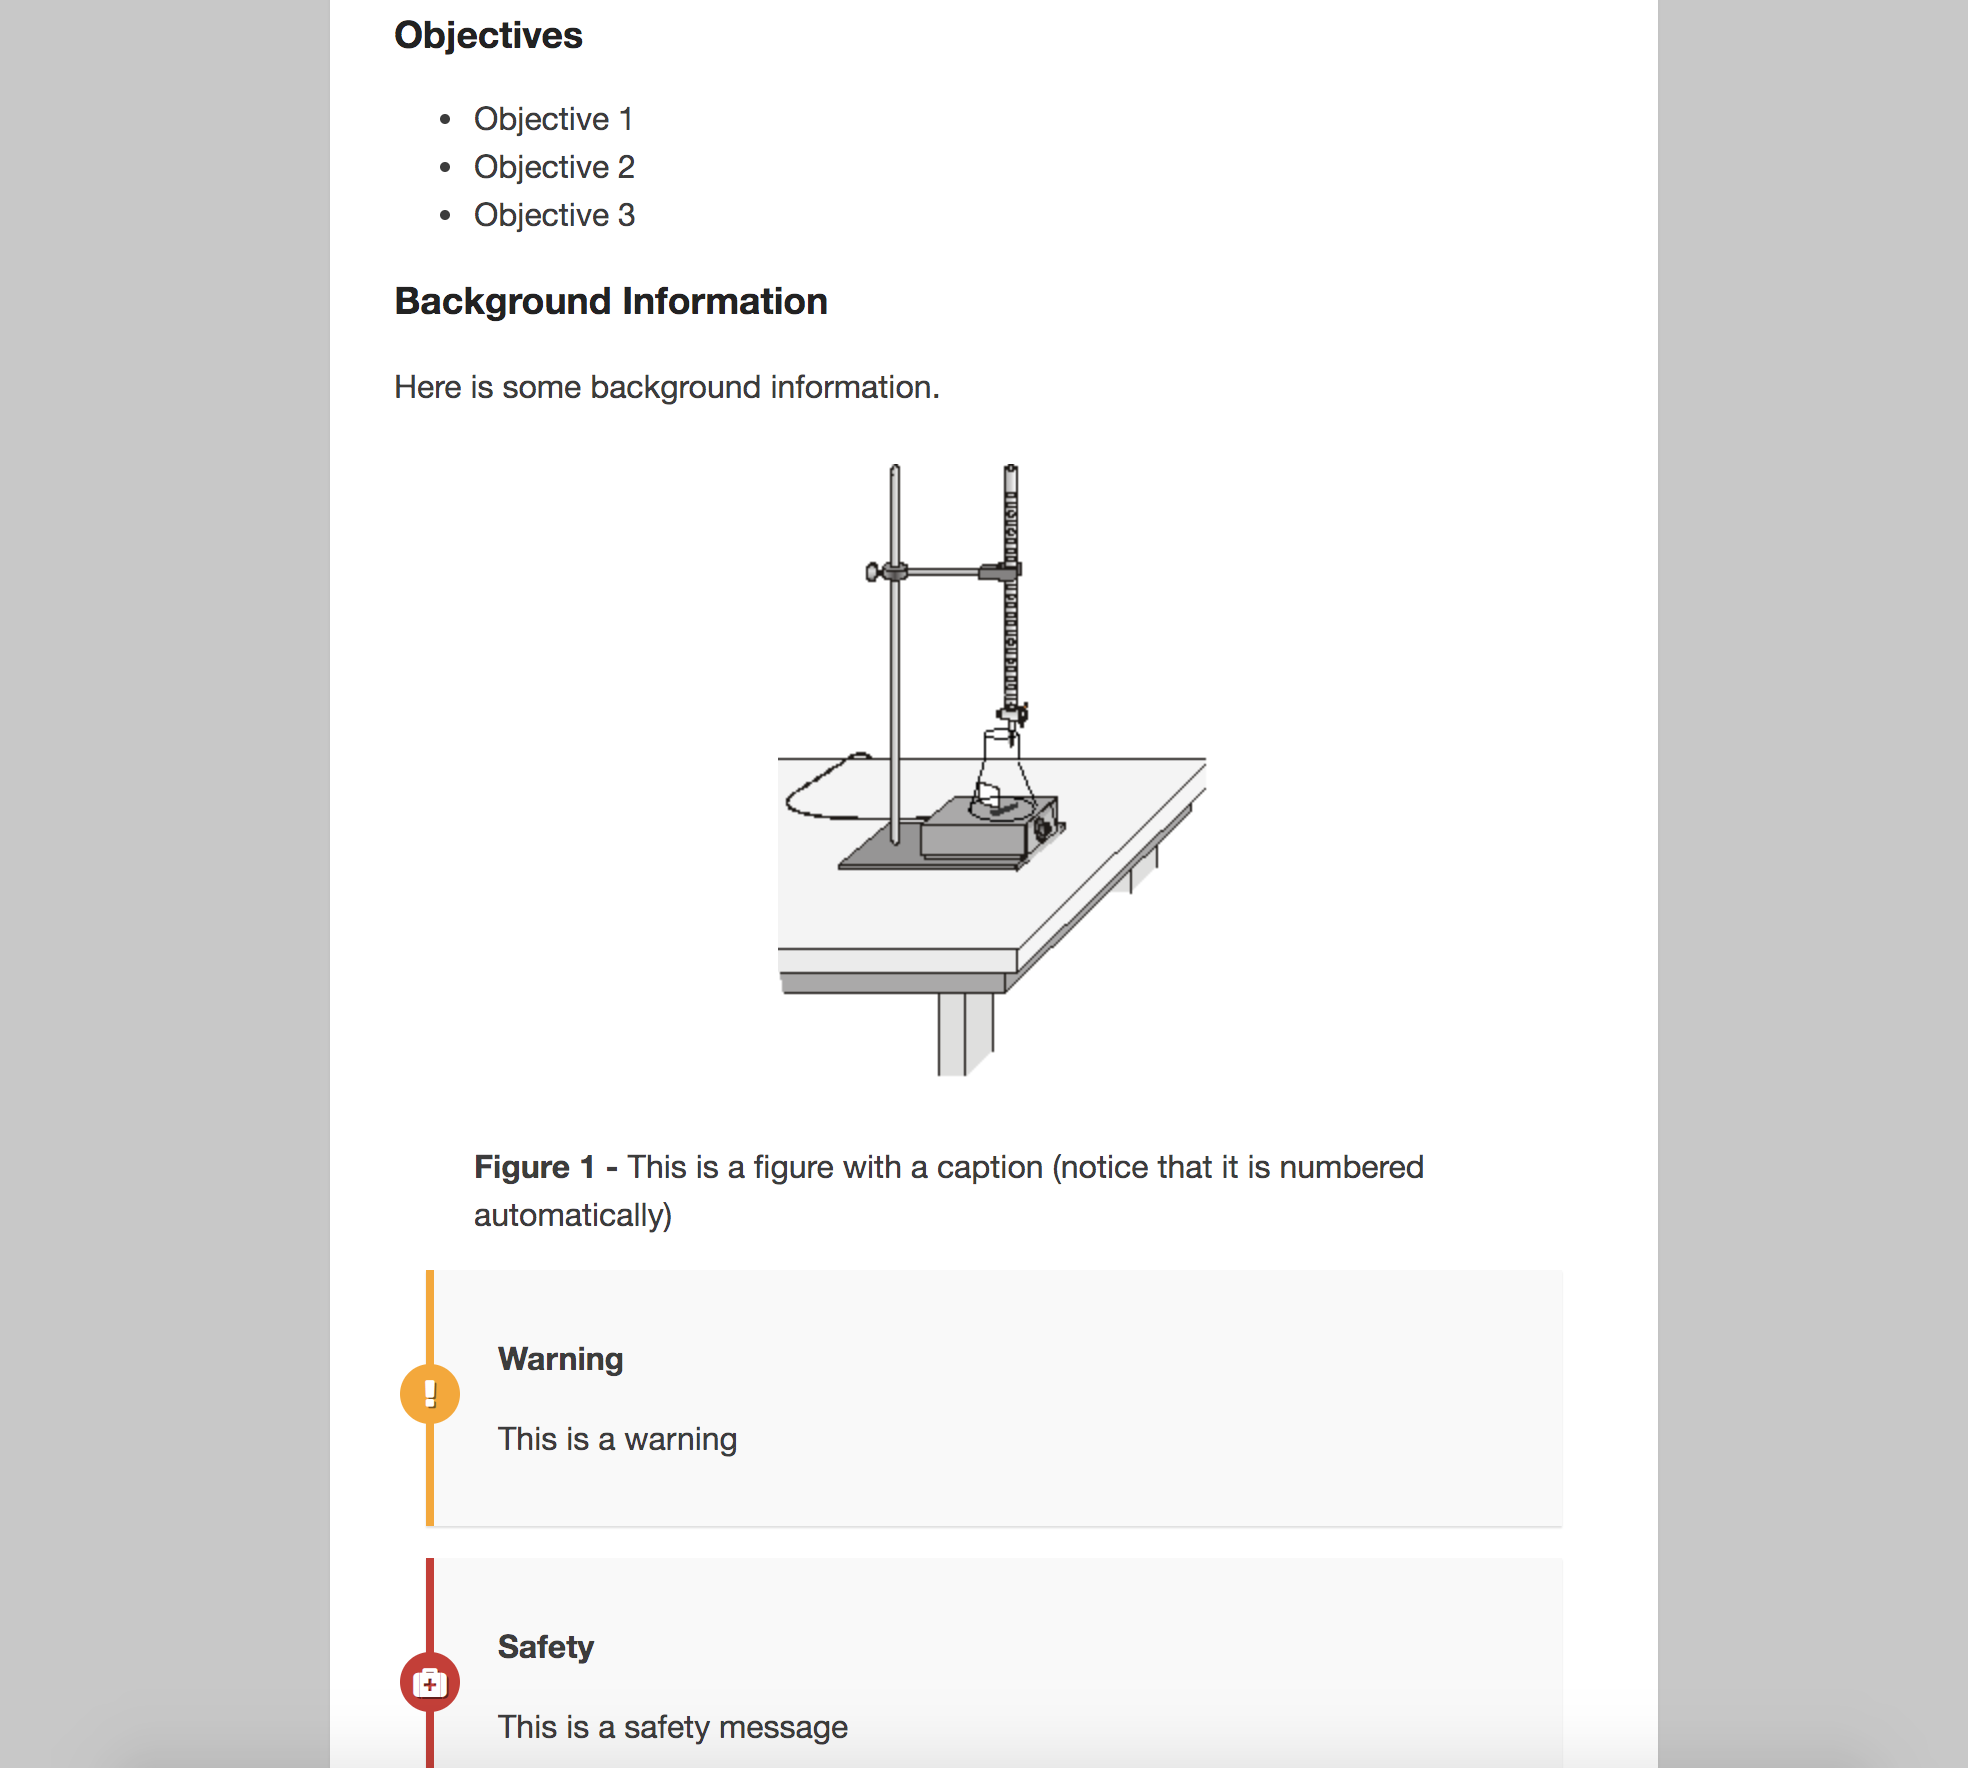 Objectives
• Objective 1
• Objective 2
• Objective 3
Background Information
Here is some background information.
Figure 1 - This is a figure with a caption (notice that it is numbered
automatically)
Warning
This is a warning
Safety
This is a safety message